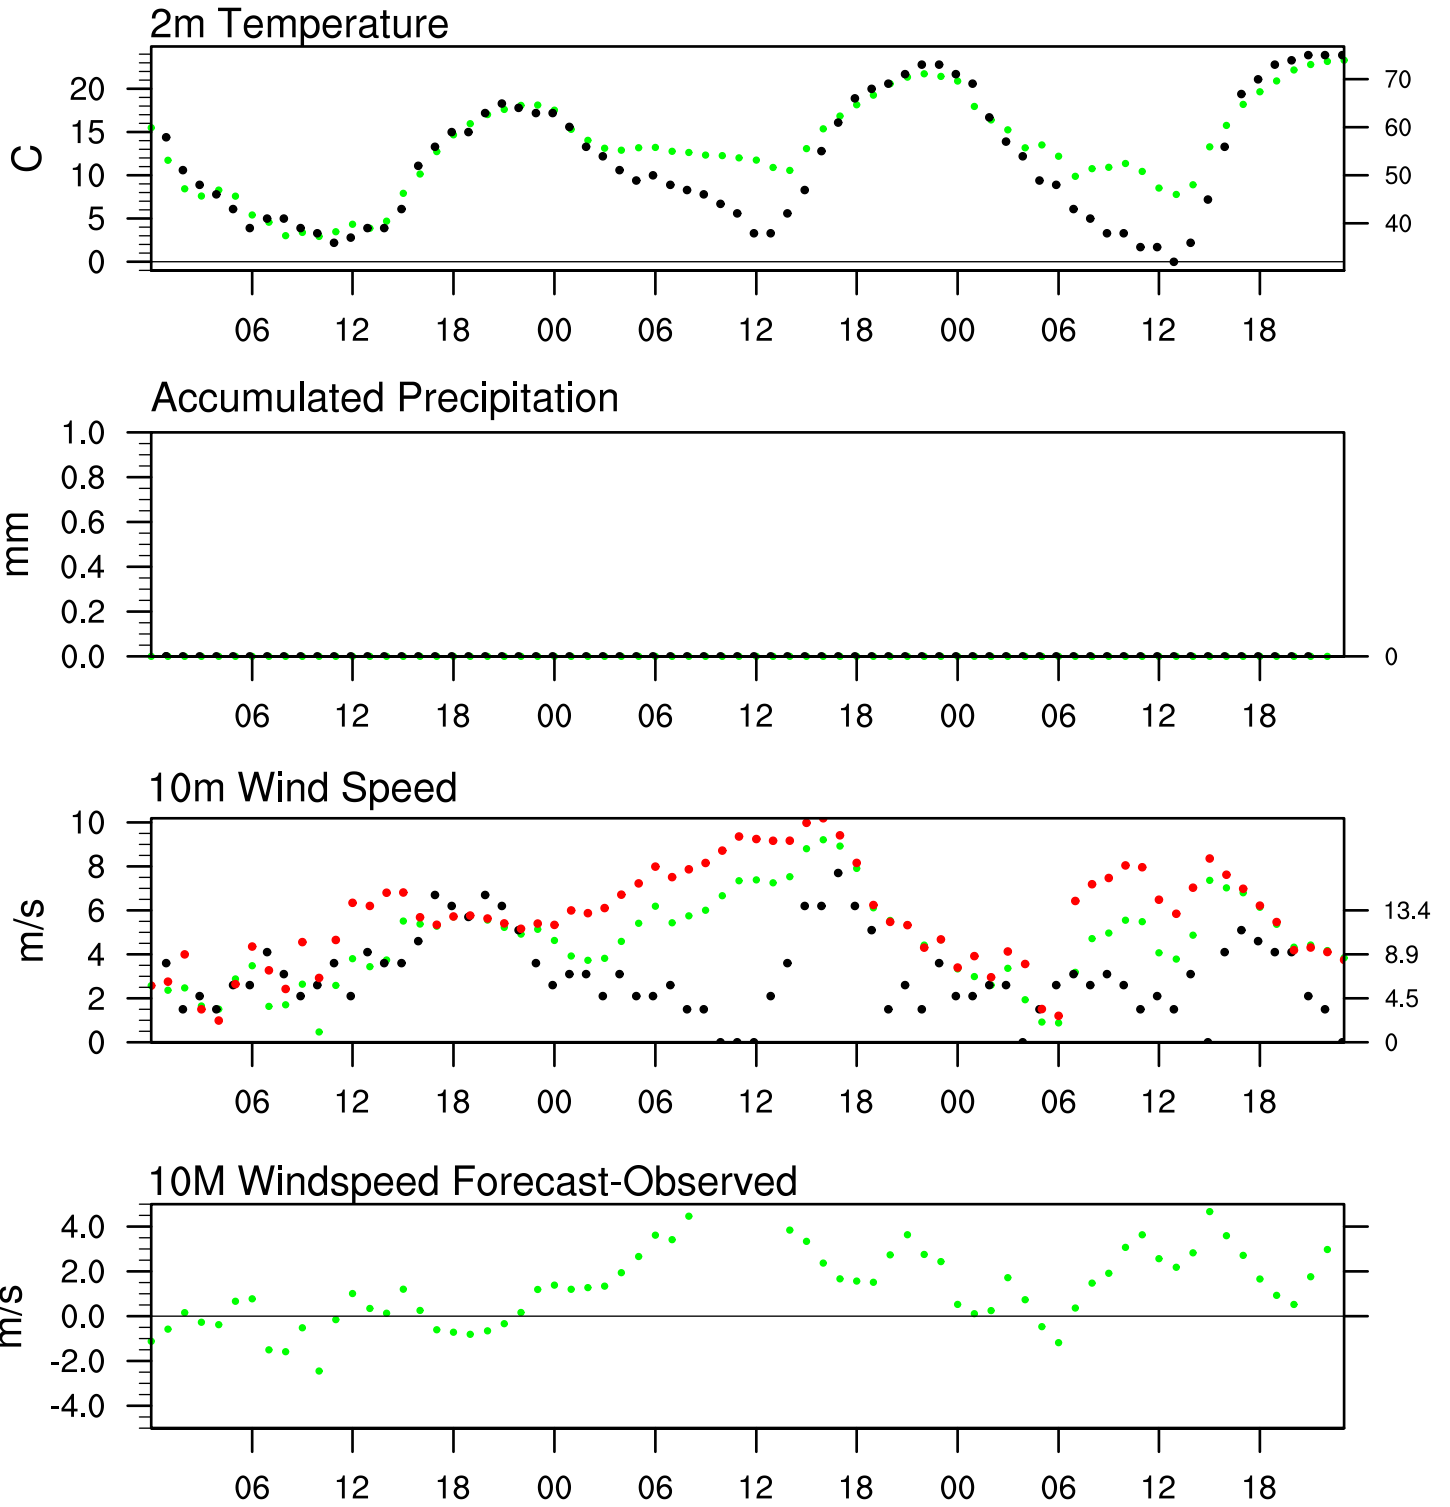 2m Temperature
20
15
10
5
0
C
70
60
50
40
06 12 18 00 06 12 18 00 06 12 18
Accumulated Precipitation
1.0
0.8
0.6
0.4
0.2
0.0
mm
0
06 12 18 00 06 12 18 00 06 12 18
10m Wind Speed
10
8
6
4
2
0
m/s
13.4
8.9
4.5
0
06 12 18 00 06 12 18 00 06 12 18
10M Windspeed Forecast-Observed
4.0
2.0
0.0
-2.0
-4.0
m/s
06 12 18 00 06 12 18 00 06 12 18